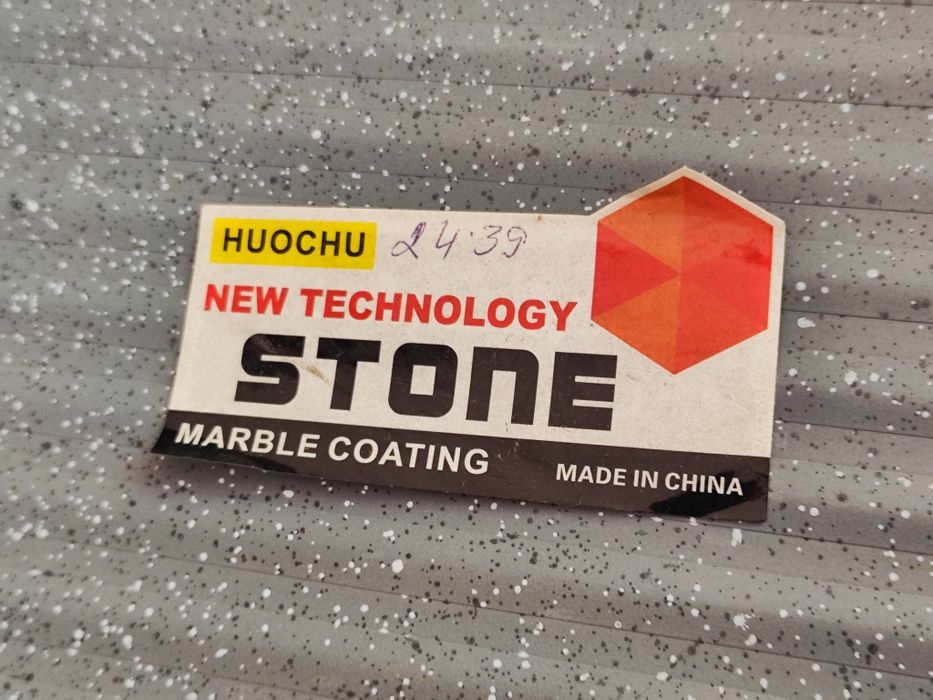 HUOCHU 24.39
NEW TECHNOLOGY
STONE
MARBLE COATING
MADE IN CHINA